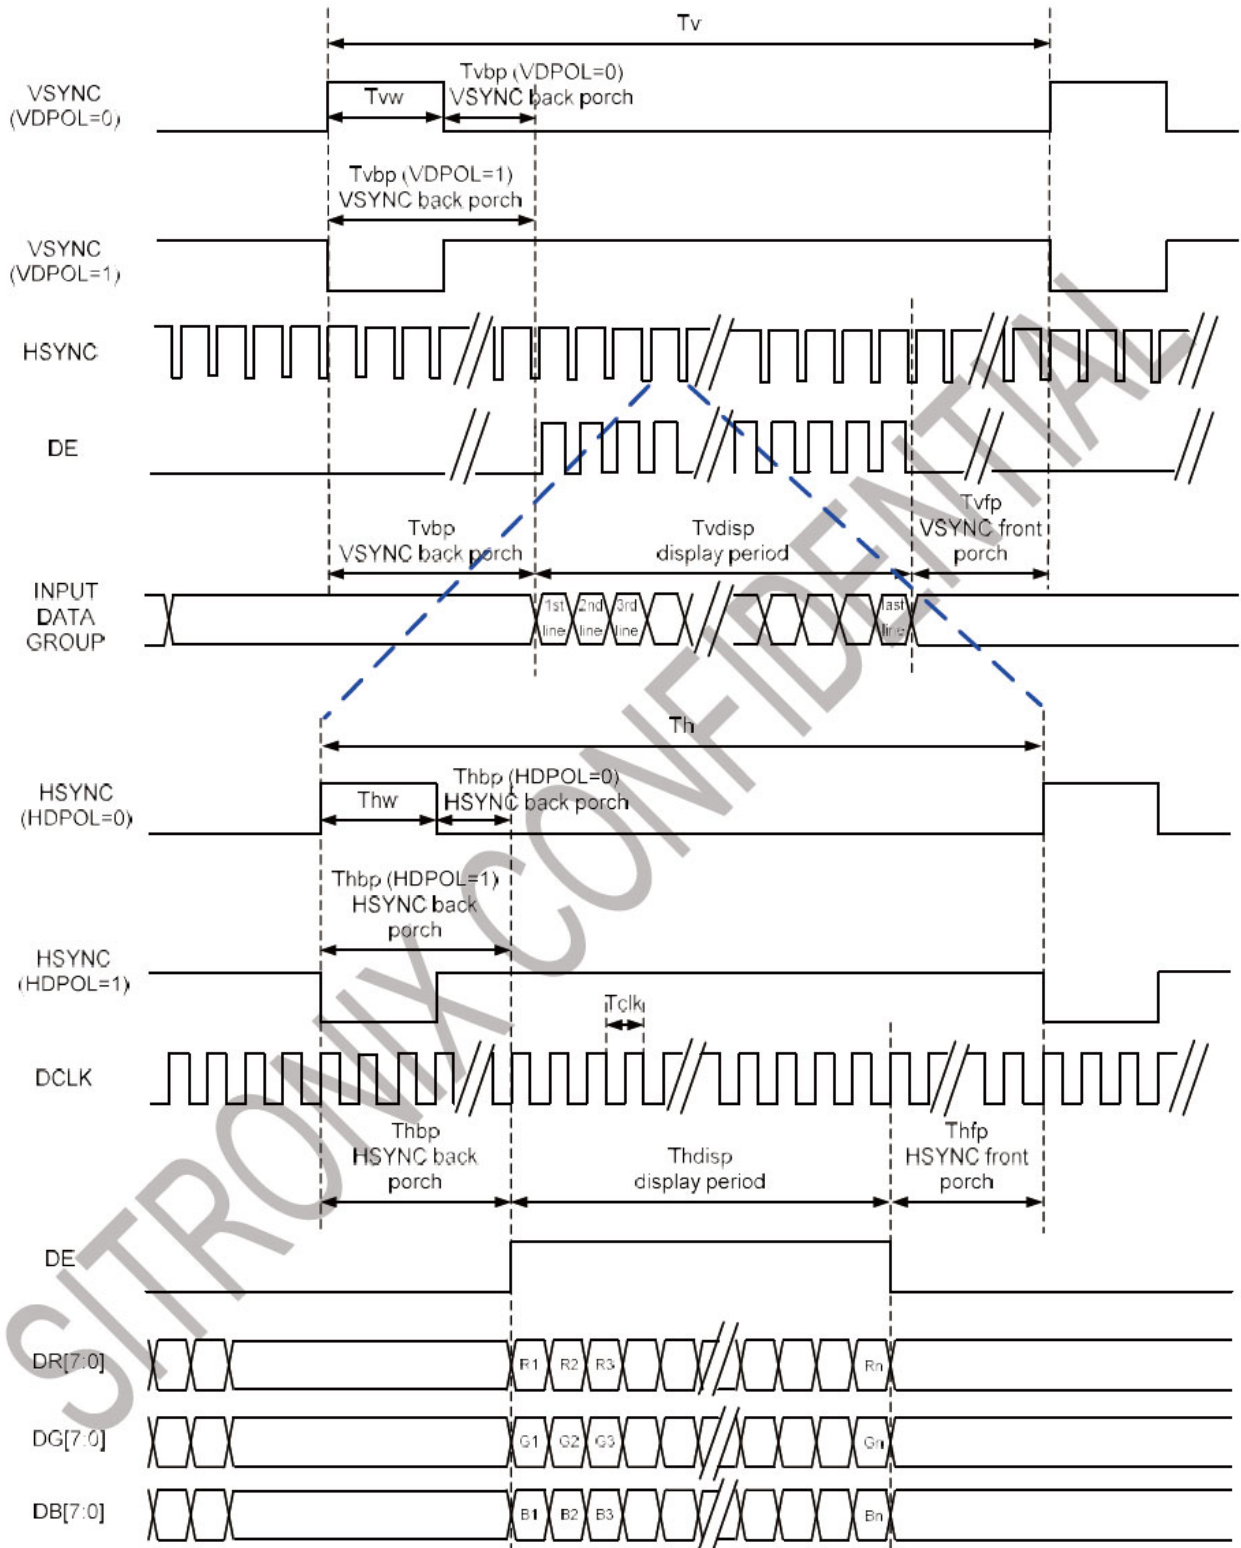 Tv
VSYNC
(VDPOL=0)
Tvw
Tvbp (VDPOL=0)
VSYNC back porch
Tvbp (VDPOL=1)
VSYNC back porch
VSYNC
(VDPOL=1)
HSYNC
DE
Tvbp
VSYNC back porch
Tvdisp
display period
Tvfp
VSYNC front
porch
INPUT
DATA
GROUP
1st
line
2nd
line
3rd
line
last
line
Th
HSYNC
(HDPOL=0)
Thw
Thbp (HDPOL=0)
HSYNC back porch
Thbp (HDPOL=1)
HSYNC back
porch
HSYNC
(HDPOL=1)
Tclk
DCLK
Thbp
HSYNC back
porch
Thdisp
display period
Thfp
HSYNC front
porch
DE
DR[7:0]
R1 R2 R3 Rn
DG[7:0]
G1 G2 G3 Gn
DB[7:0]
B1 B2 B3 Bn
SITRONIX CONFIDENTIAL